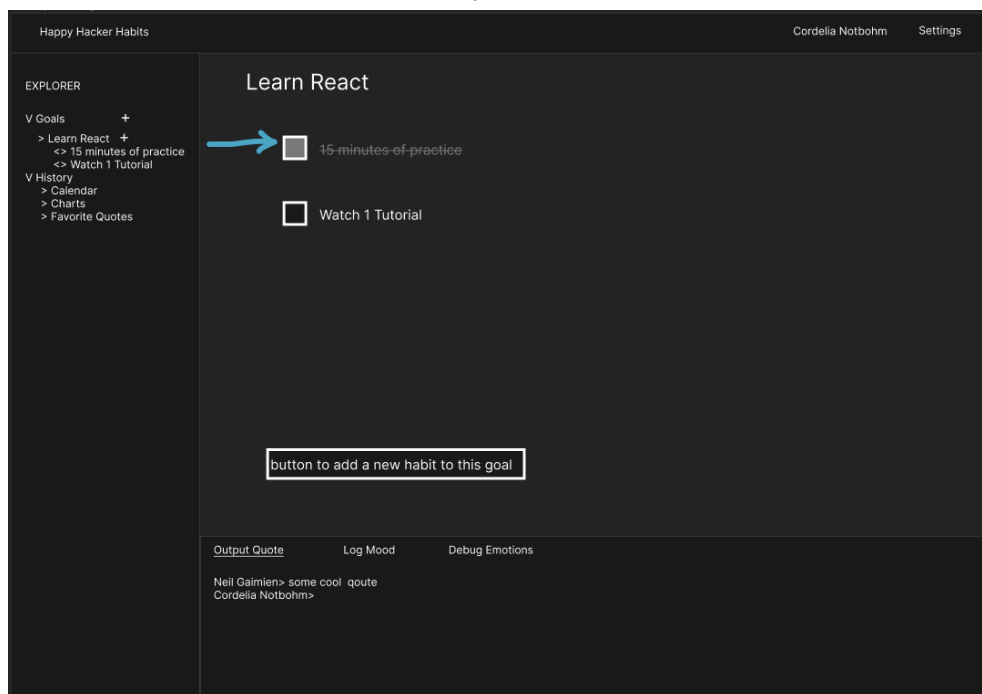 Happy Hacker Habits
Cordelia Notbohm Settings
EXPLORER
V Goals +
> Learn React +
<> 15 minutes of practice
<> Watch 1 Tutorial
V History
> Calendar
> Charts
> Favorite Quotes
Learn React
15 minutes of practice
Watch 1 Tutorial
button to add a new habit to this goal
Output Quote Log Mood Debug Emotions
Neil Gaimien> some cool qoute
Cordelia Notbohm>